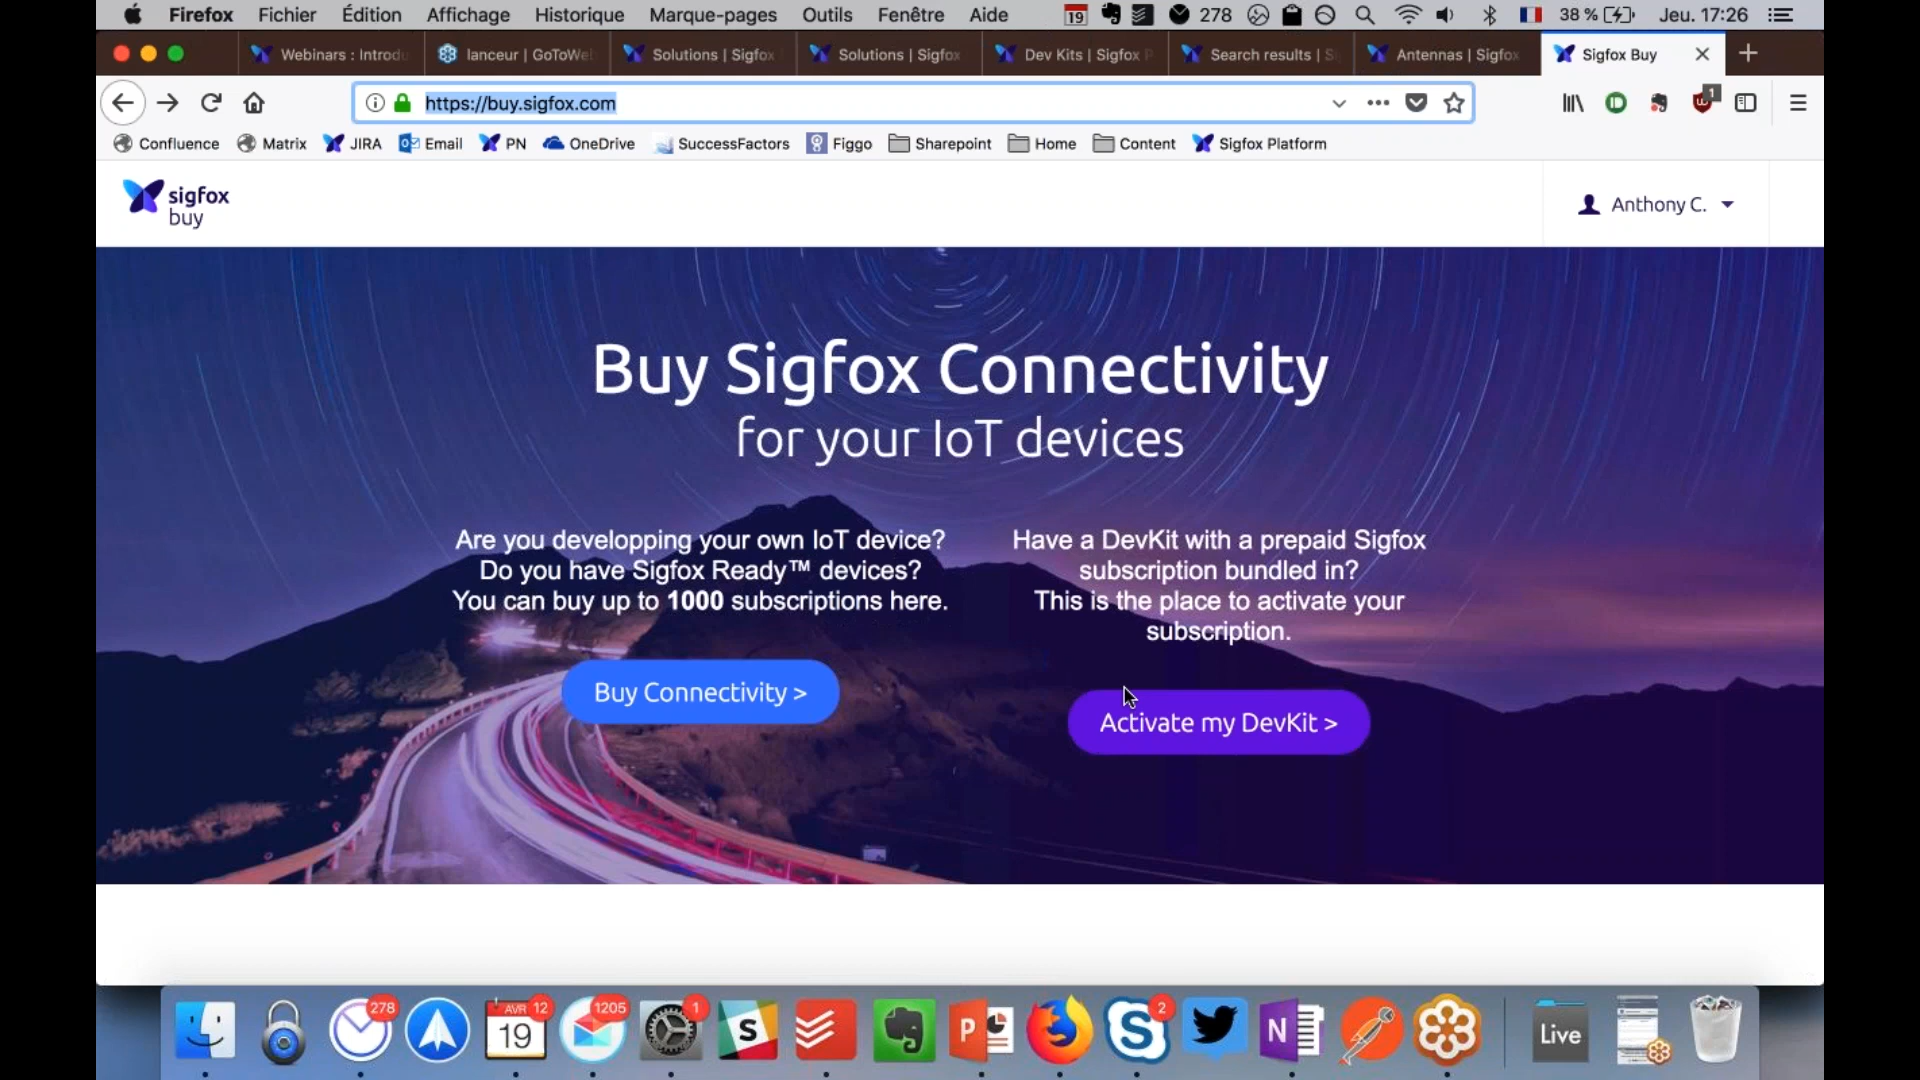 Firefox Fichier Édition Affichage Historique Marque-pages Outils Fenêtre Aide 19 278 38 % Jeu. 17:26
Webinars : Introdu lanceur | GoToWe Solutions | Sigfox Solutions | Sigfox Dev Kits | Sigfox P Search results | S Antennas | Sigfox Sigfox Buy
https://buy.sigfox.com 1
Confluence Matrix JIRA Email PN OneDrive SuccessFactors Figgo Sharepoint Home Content Sigfox Platform
sigfox
buy
Anthony C.
Buy Sigfox Connectivity
for your IoT devices
Are you developping your own IoT device?
Do you have Sigfox Ready™ devices?
You can buy up to 1000 subscriptions here.
Buy Connectivity >
Have a DevKit with a prepaid Sigfox
subscription bundled in?
This is the place to activate your
subscription.
Activate my DevKit >
278 AVR 12 1205 1 2
19 S P S N Live